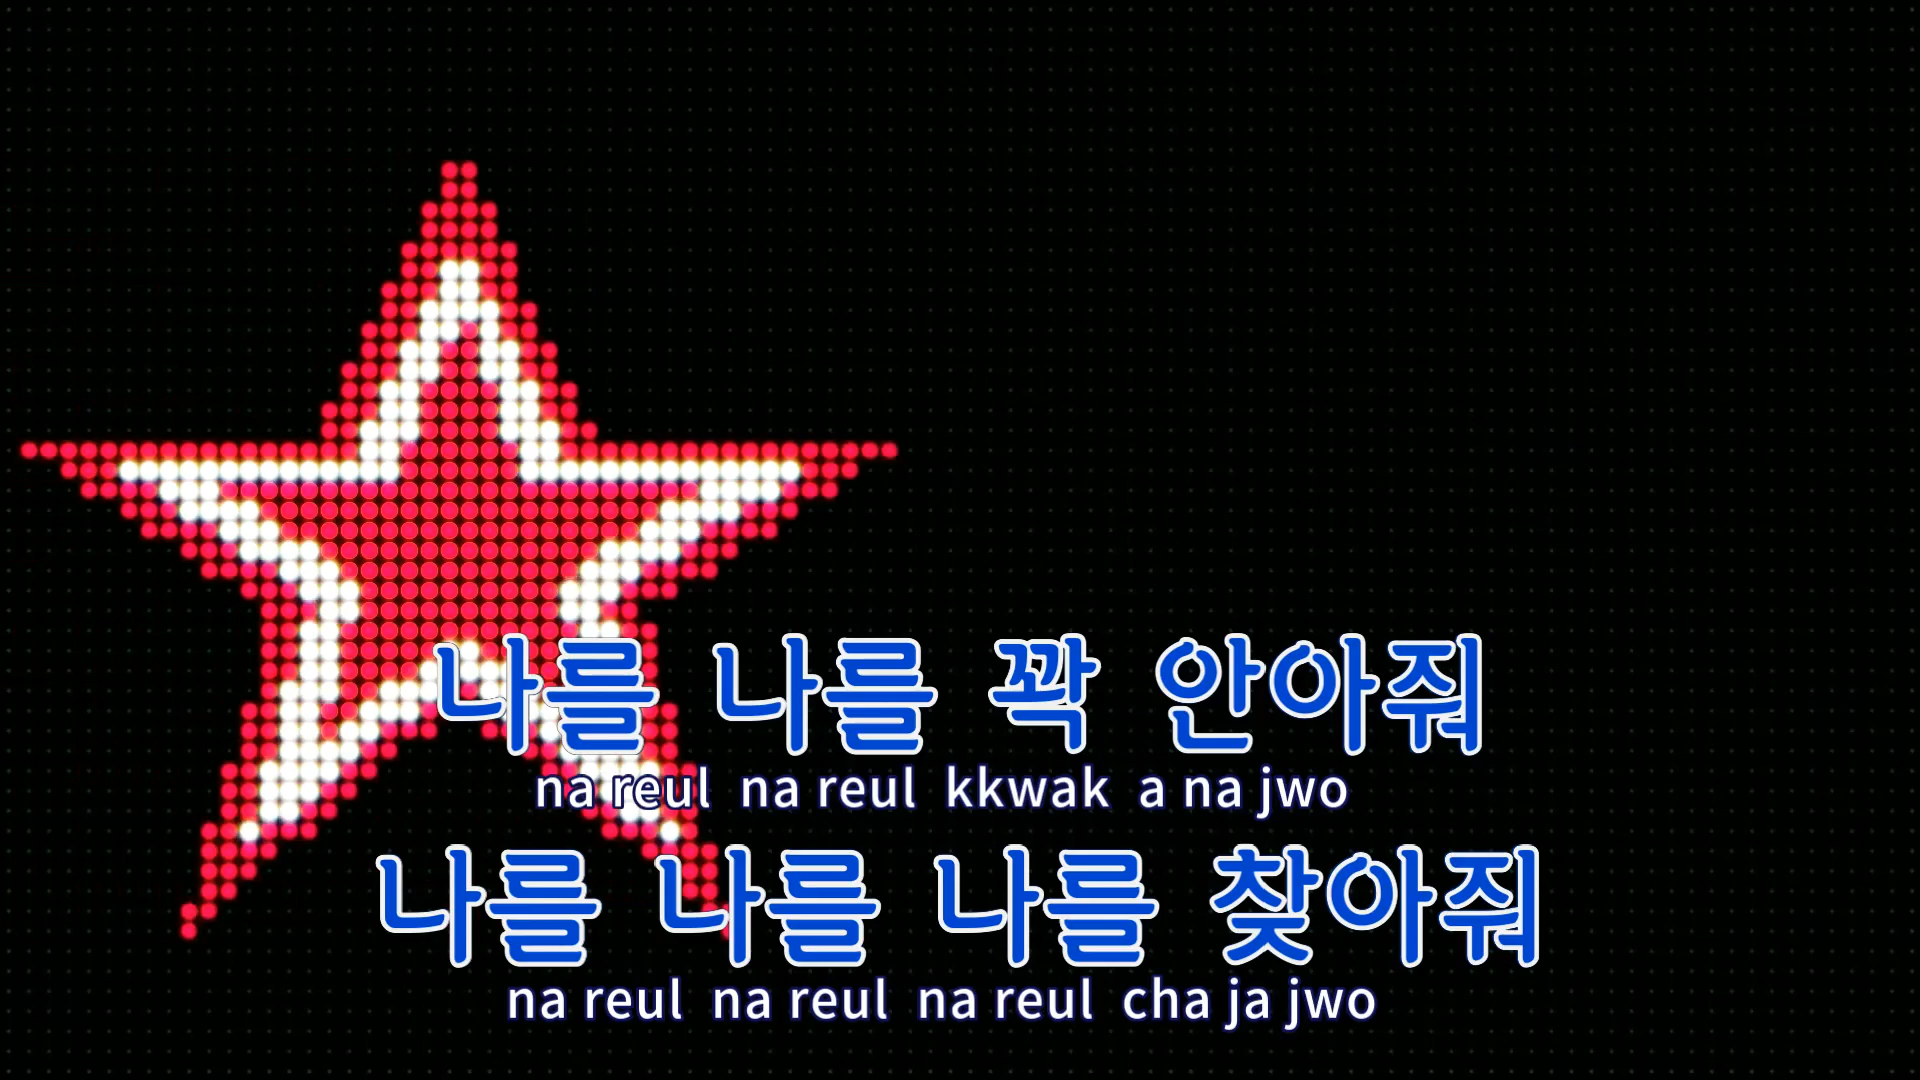 나를 나를 꽉 안아줘
na reul na reul kkwak a na jwo
나를 나를 나를 찾아줘
na reul na reul na reul cha ja jwo